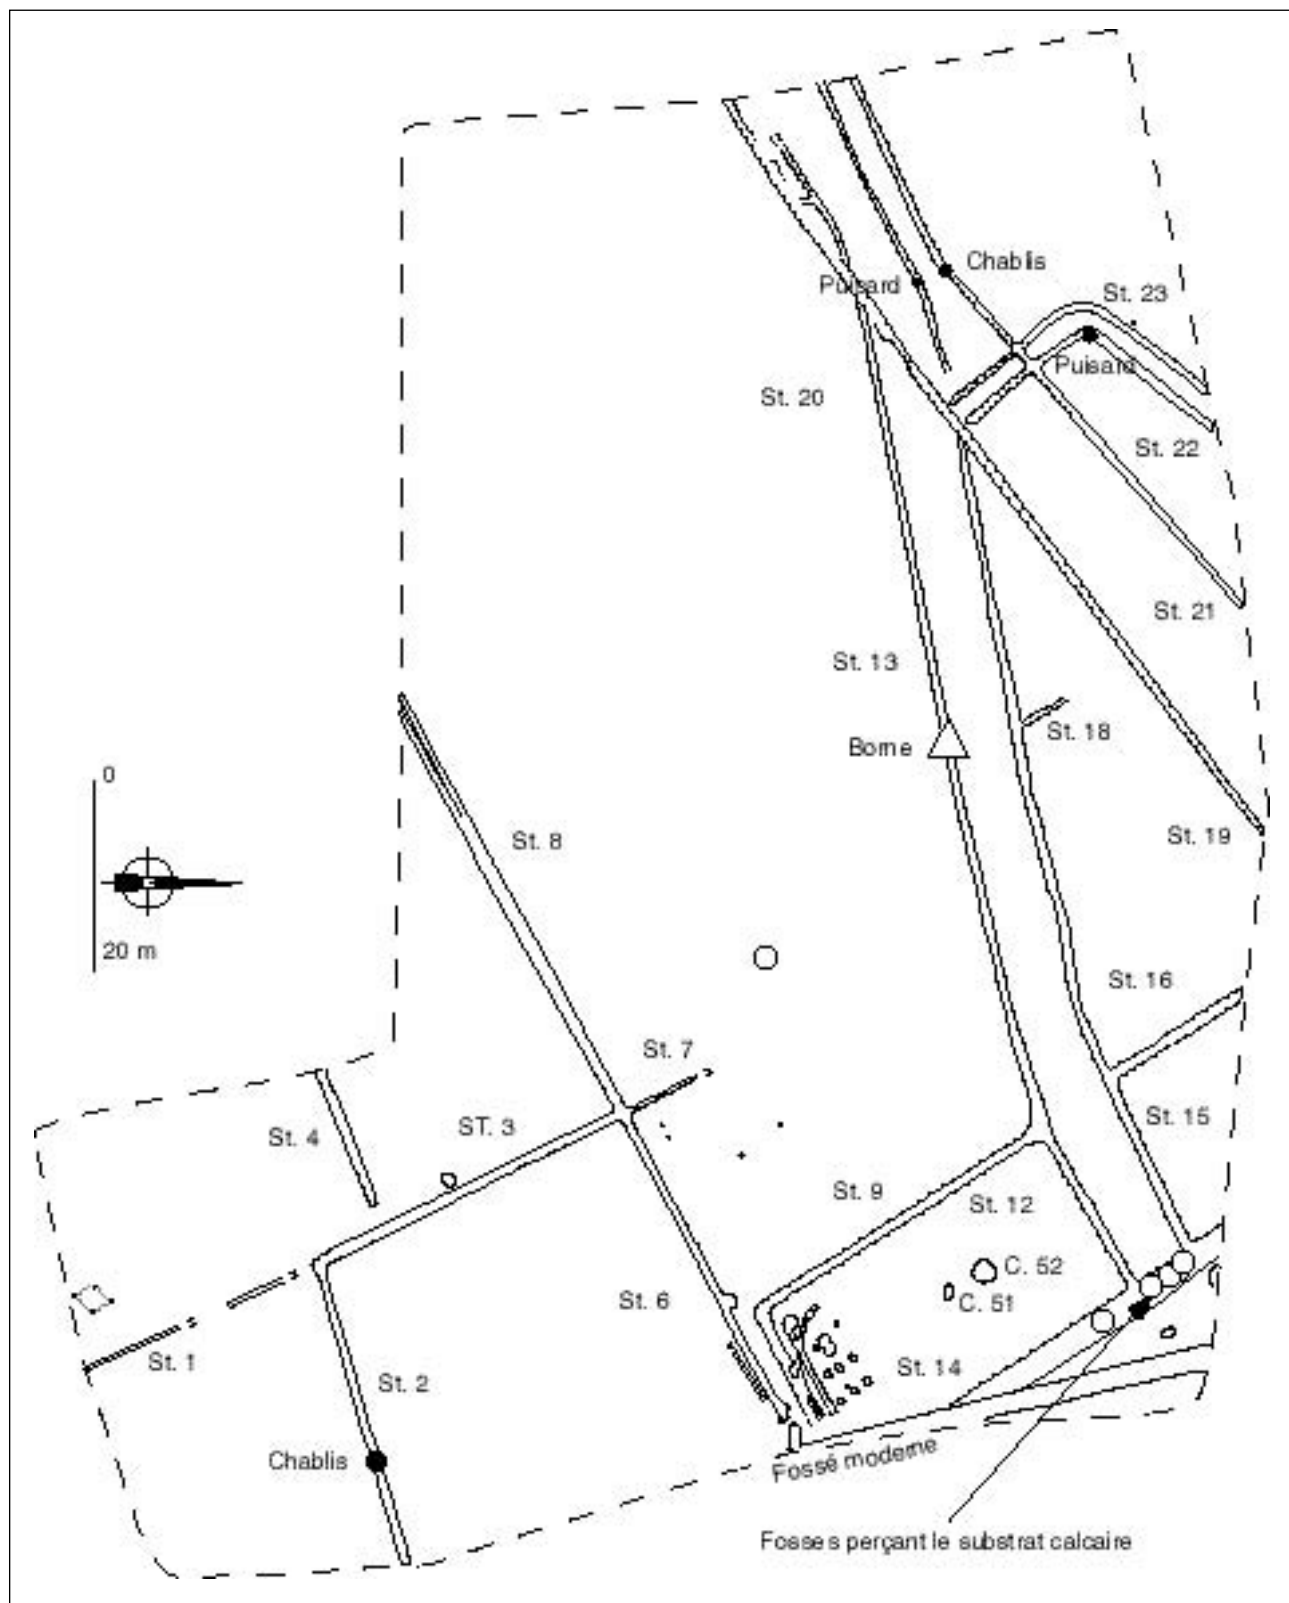 Chablis
Puisard
St. 23
Puisard
St. 20
St. 22
St. 21
St. 13
St. 18
Borne
0
St. 8
St. 19
20 m
St. 16
St. 7
St. 4
ST. 3
St. 15
St. 9
St. 12
C. 52
St. 6
C. 51
St. 1
St. 2
St. 14
Chablis
Fossé moderne
Fosses perçant le substrat calcaire